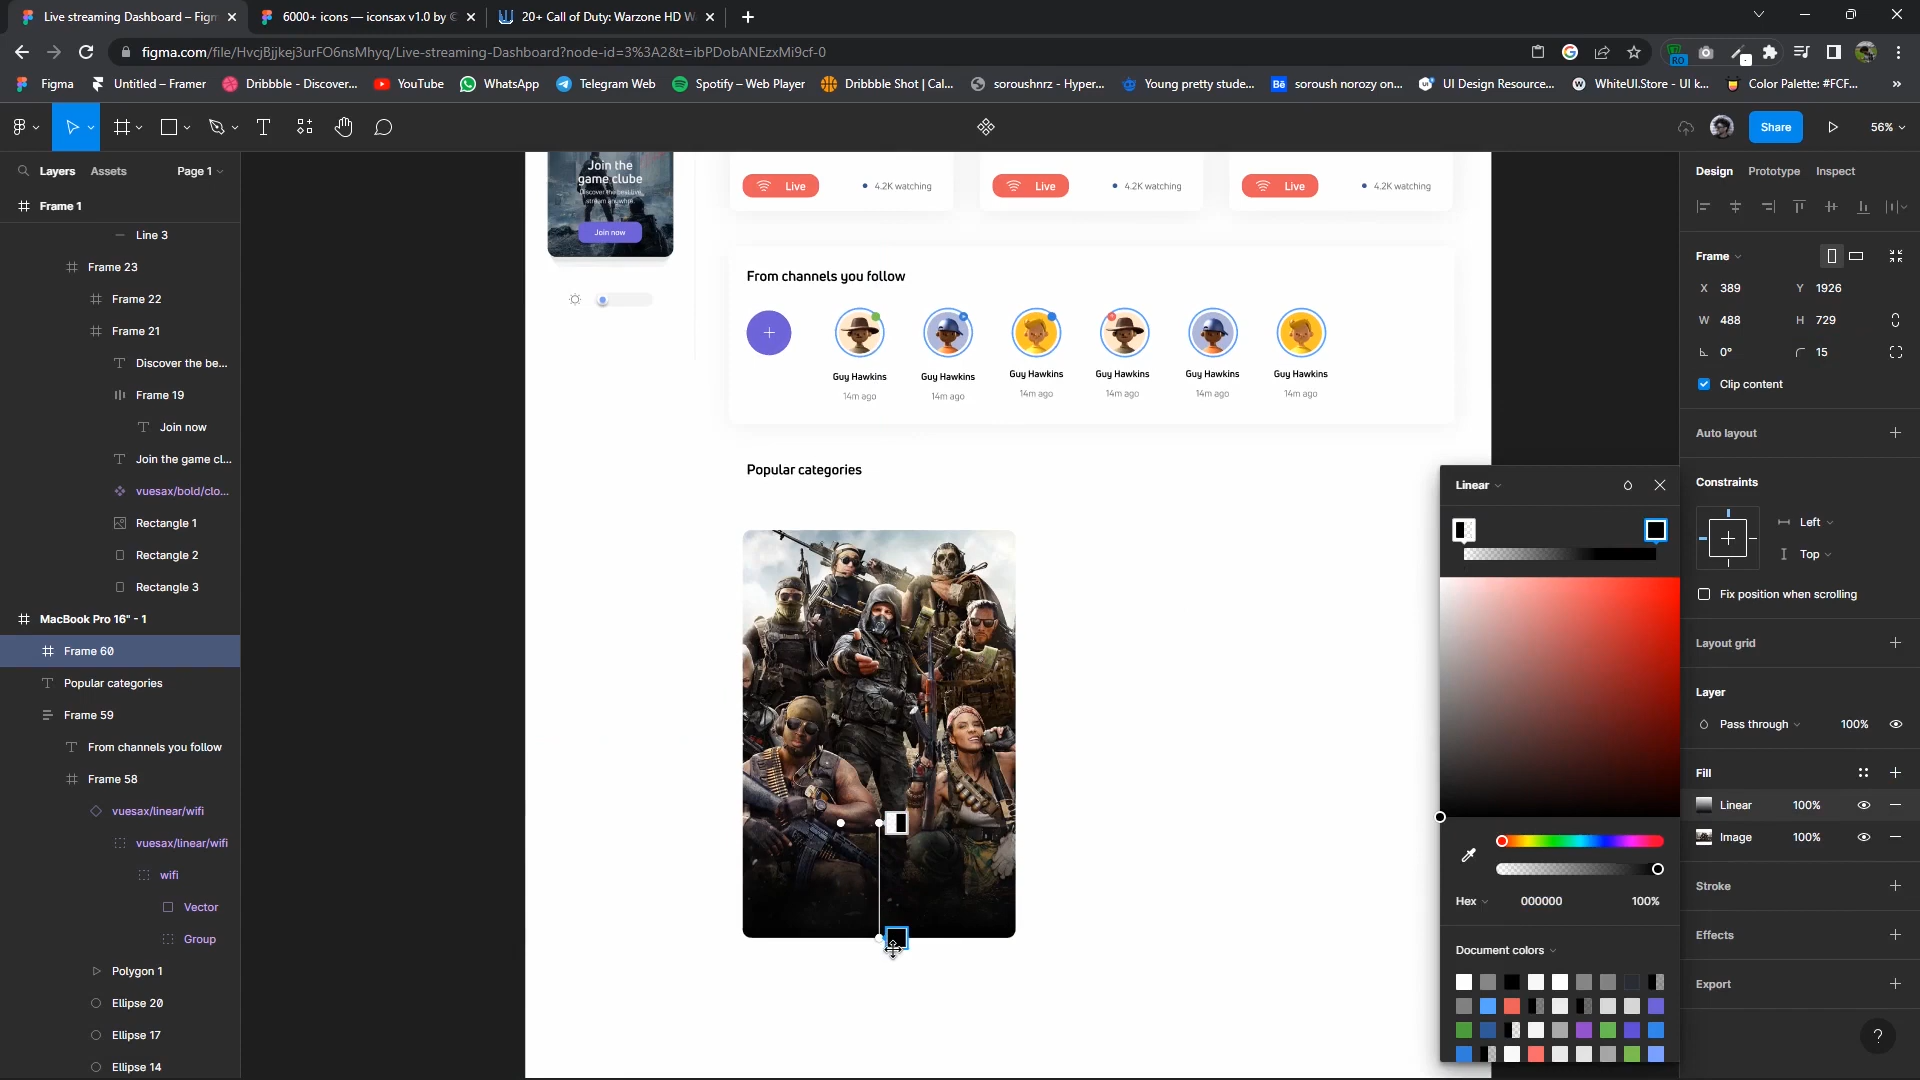 Live streaming Dashboard – Figm
6000+ icons — iconsax v1.0 by
20+ Call of Duty: Warzone HD W
figma.com/file/HvcjBjjkej3urFO6nsMhyq/Live-streaming-Dashboard?node-id=3%3A2&t=ibPDobANEzxMi9cf-0
RO
Figma
Untitled – Framer
Dribbble - Discover...
YouTube
WhatsApp
Telegram Web
Spotify – Web Player
Dribbble Shot | Cal...
soroushnrz - Hyper...
Young pretty stude...
soroush norozy on...
UI Design Resource...
WhiteUI.Store - UI k...
Color Palette: #FCF...
Share
56%
Layers
Assets
Page 1
Frame 1
Line 3
Frame 23
Frame 22
Frame 21
Discover the be...
Frame 19
Join now
Join the game cl...
vuesax/bold/clo...
Rectangle 1
Rectangle 2
Rectangle 3
MacBook Pro 16" - 1
Frame 60
Popular categories
Frame 59
From channels you follow
Frame 58
vuesax/linear/wifi
vuesax/linear/wifi
wifi
Vector
Group
Polygon 1
Ellipse 20
Ellipse 17
Ellipse 14
Join the
game clube
Discover the best live
stream anywhre.
Join now
Live
4.2K watching
Live
4.2K watching
Live
4.2K watching
From channels you follow
Guy Hawkins
14m ago
Guy Hawkins
14m ago
Guy Hawkins
14m ago
Guy Hawkins
14m ago
Guy Hawkins
14m ago
Guy Hawkins
14m ago
Popular categories
Linear
Hex
000000
100%
Document colors
Design
Prototype
Inspect
Frame
X 389
Y 1926
W 488
H 729
0°
15
Clip content
Auto layout
Constraints
Left
Top
Fix position when scrolling
Layout grid
Layer
Pass through
100%
Fill
Linear
100%
Image
100%
Stroke
Effects
Export
?